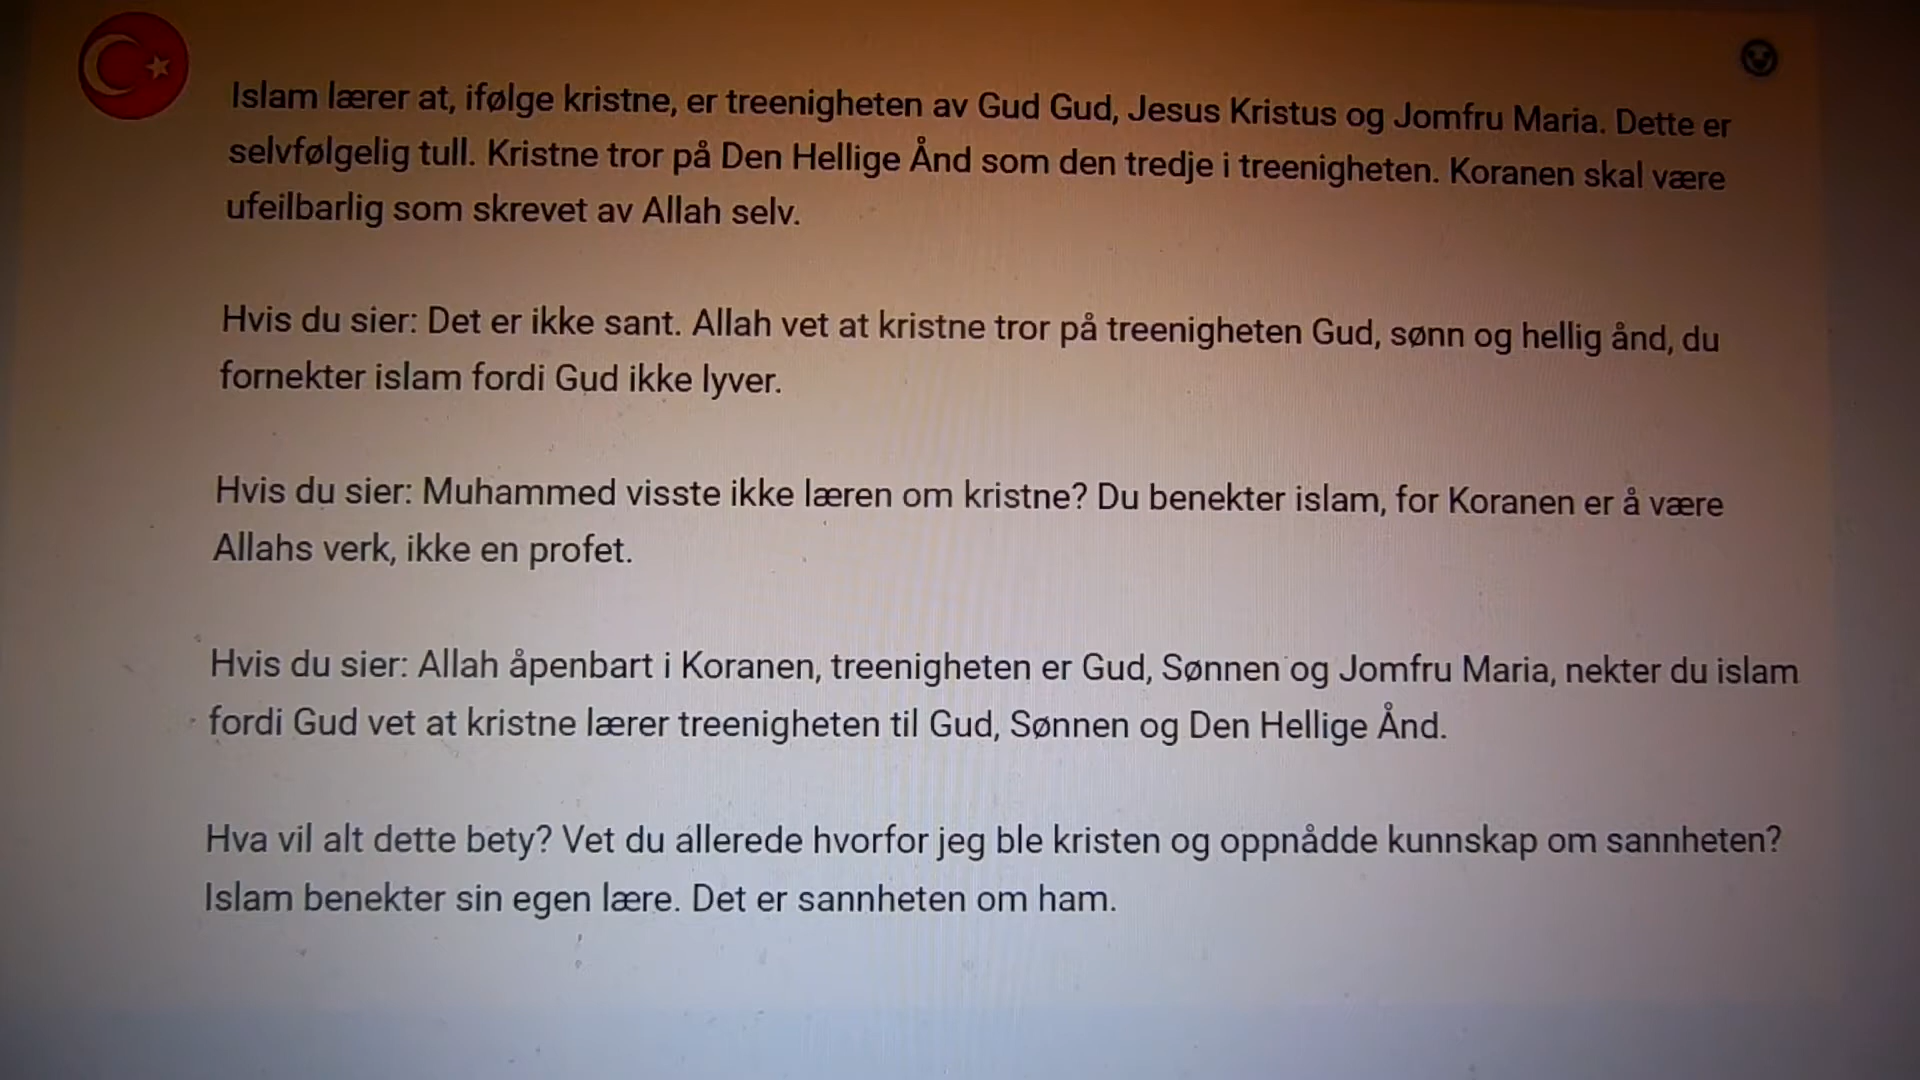 Islam lærer at, ifølge kristne, er treenigheten av Gud Gud, Jesus Kristus og Jomfru Maria. Dette er
selvfølgelig tull. Kristne tror på Den Hellige Ånd som den tredje i treenigheten. Koranen skal være
ufeilbarlig som skrevet av Allah selv.
Hvis du sier: Det er ikke sant. Allah vet at kristne tror på treenigheten Gud, sønn og hellig ånd, du
fornekter islam fordi Gud ikke lyver.
Hvis du sier: Muhammed visste ikke læren om kristne? Du benekter islam, for Koranen er å være
Allahs verk, ikke en profet.
Hvis du sier: Allah åpenbart i Koranen, treenigheten er Gud, Sønnen og Jomfru Maria, nekter du islam
fordi Gud vet at kristne lærer treenigheten til Gud, Sønnen og Den Hellige Ånd.
Hva vil alt dette bety? Vet du allerede hvorfor jeg ble kristen og oppnådde kunnskap om sannheten?
Islam benekter sin egen lære. Det er sannheten om ham.